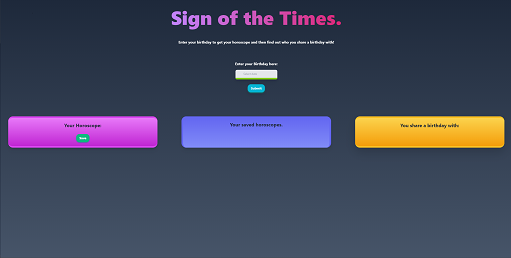 Sign of the Times.
Enter your birthday to get your horoscope and then find out who you share a birthday with!
Enter your Birthday here:
Submit
Your Horoscope:
Save
Your saved horoscopes.
You share a birthday with: